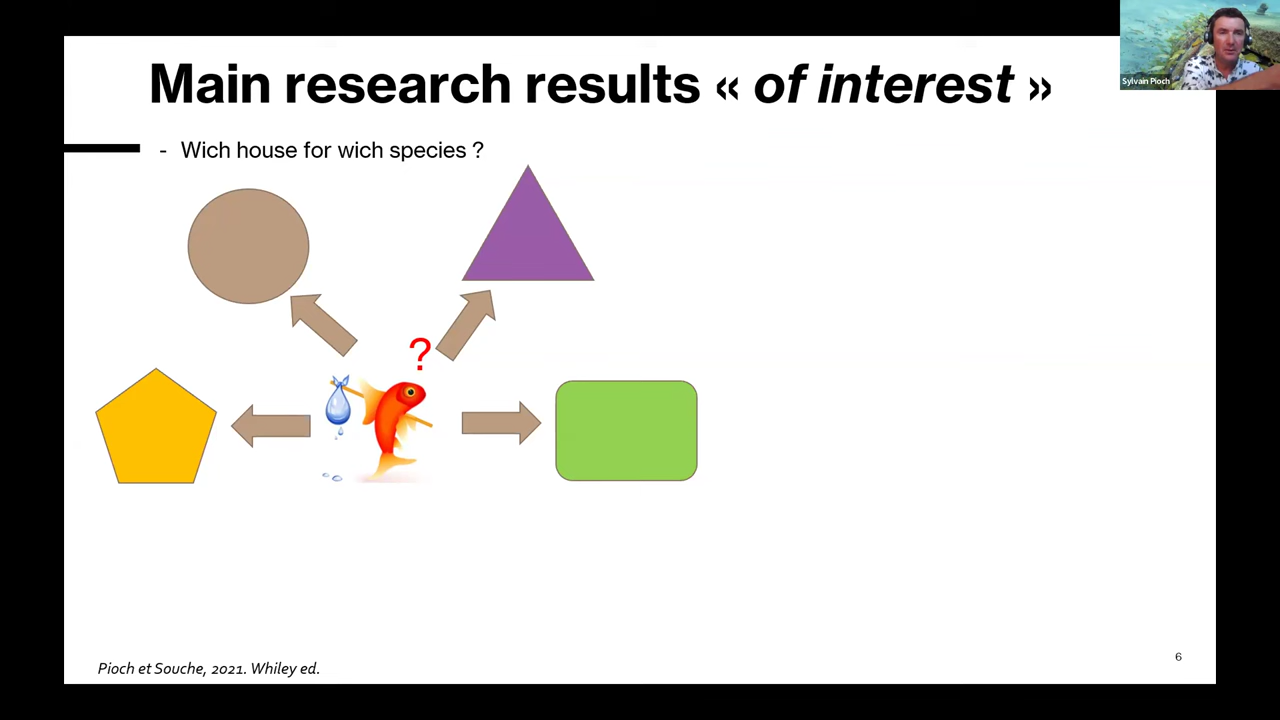 Main research results « of interest »
Sylvain Pioch
- Wich house for wich species ?
?
Pioch et Souche, 2021. Whiley ed.
6